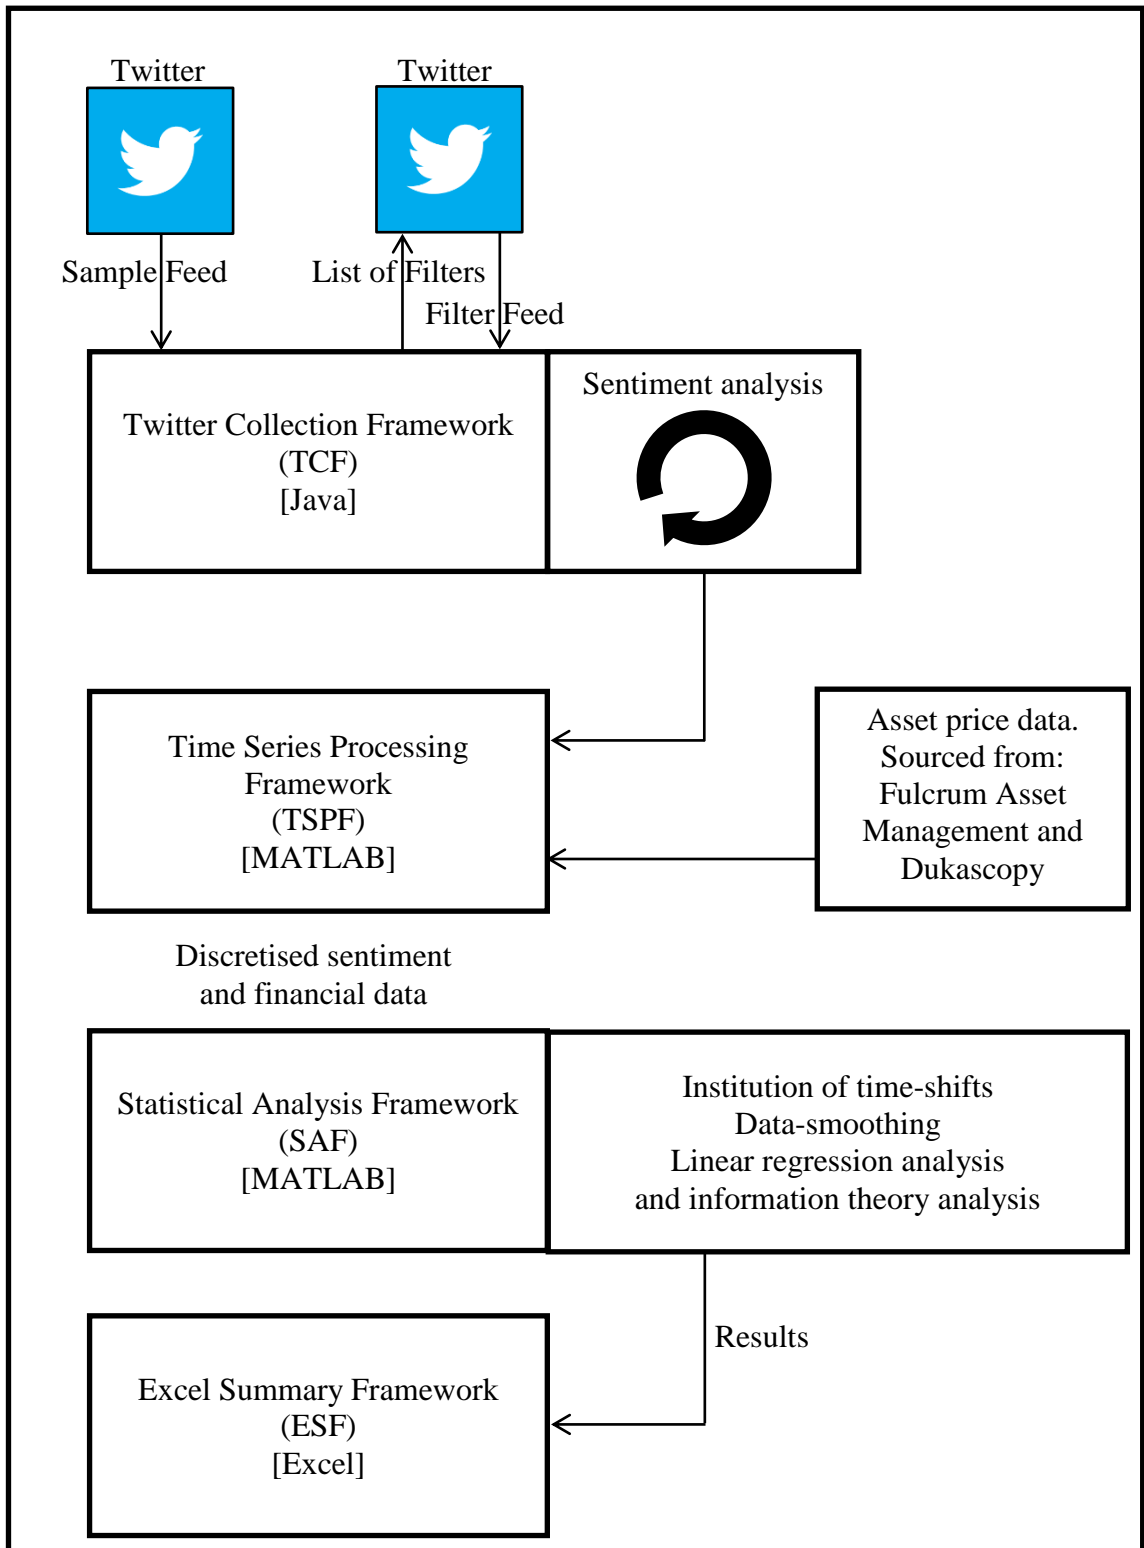 Twitter
Twitter
Sample Feed
List of Filters
Filter Feed
Twitter Collection Framework
(TCF)
[Java]
Sentiment analysis
Time Series Processing
Framework
(TSPF)
[MATLAB]
Asset price data.
Sourced from:
Fulcrum Asset
Management and
Dukascopy
Discretised sentiment
and financial data
Statistical Analysis Framework
(SAF)
[MATLAB]
Institution of time-shifts
Data-smoothing
Linear regression analysis
and information theory analysis
Results
Excel Summary Framework
(ESF)
[Excel]